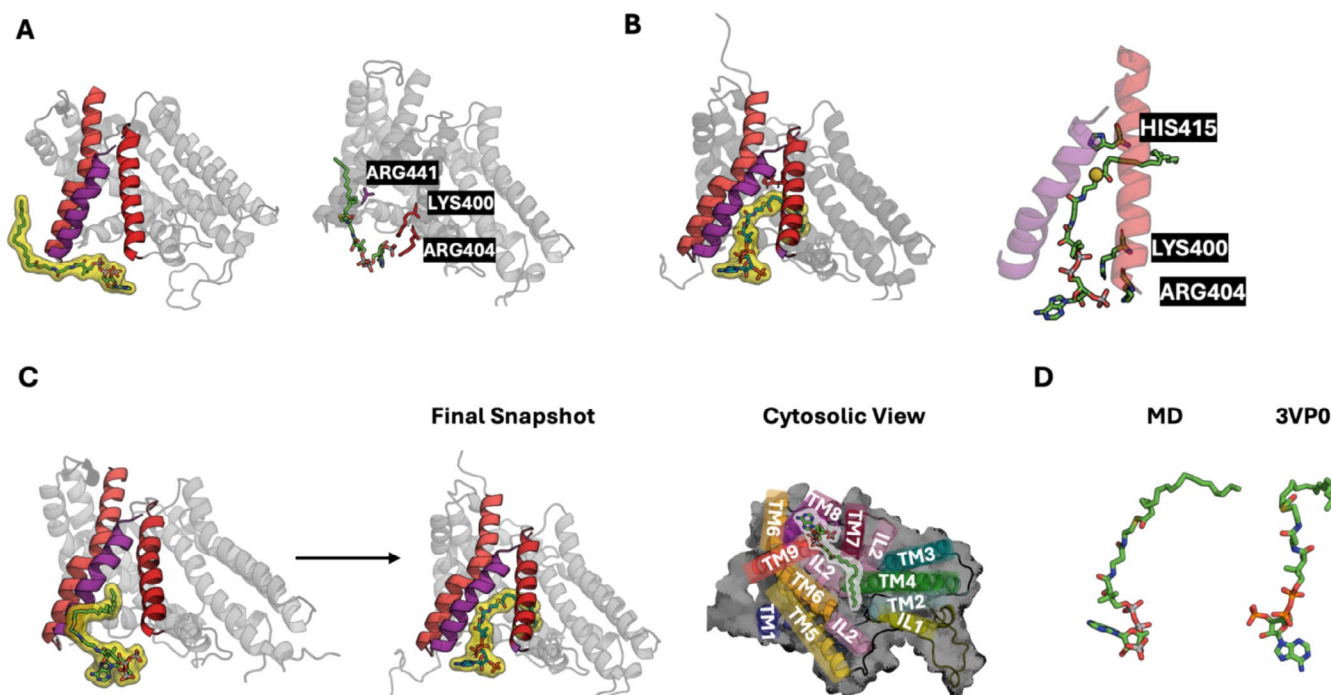 A
B
ARG441
LYS400
ARG404
HIS415
LYS400
ARG404
C
D
Final Snapshot
Cytosolic View
MD
3VP0
TM6
TM8
TM7
IL2
TM3
TM9
IL2
TM4
TM6
TM2
TM1
TM5
IL2
IL1